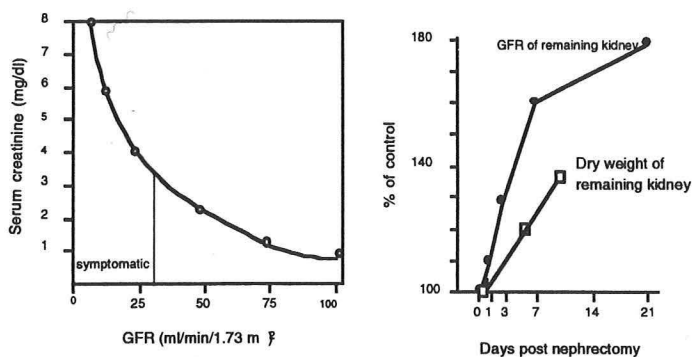 8
7
6
5
4
3
2
1
Serum creatinine (mg/dl)
symptomatic
0
25
50
75
100
GFR (ml/min/1.73 m
180
140
100
% of control
GFR of remaining kidney
Dry weight of
remaining kidney
0 1 3 7 14 21
Days post nephrectomy